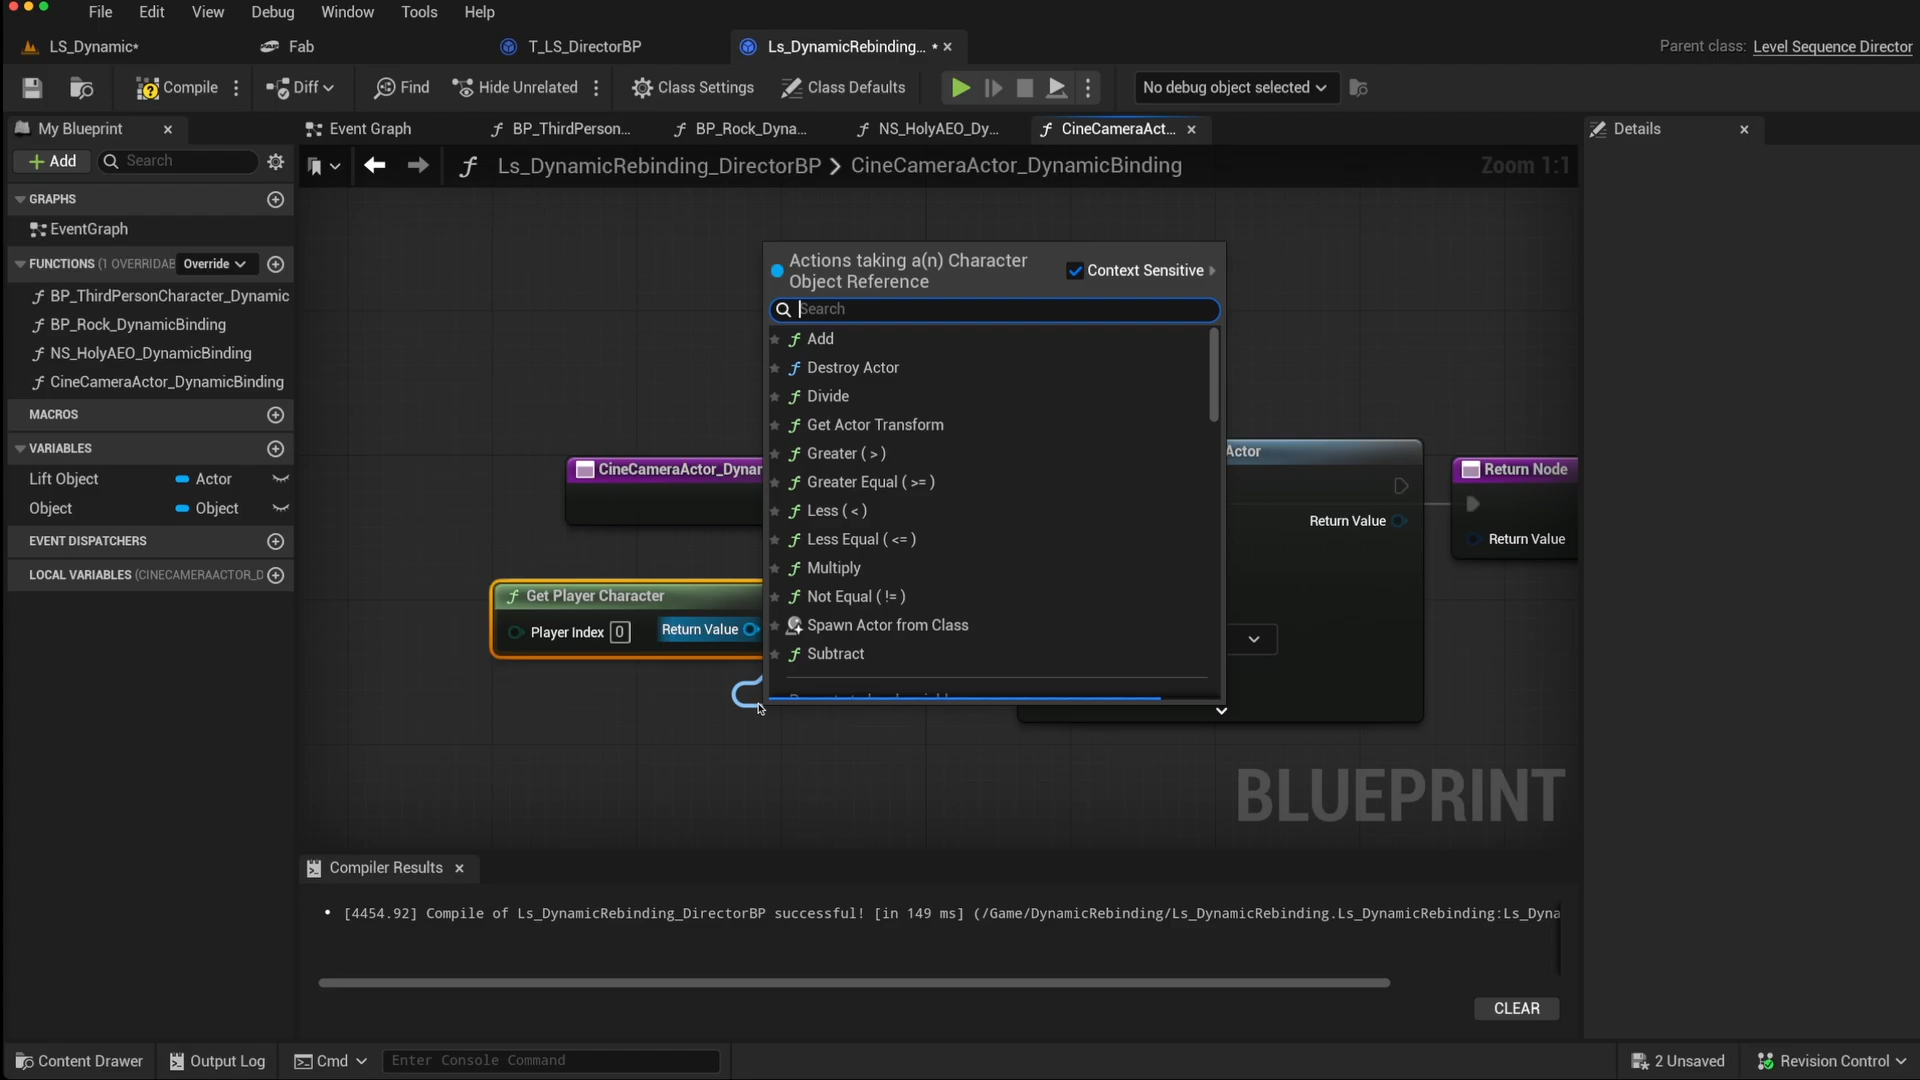 File Edit View Debug Window Tools Help
LS_Dynamic* Fab T_LS_DirectorBP Ls_DynamicRebinding... * Parent class: Level Sequence Director
Compile Diff Find Hide Unrelated Class Settings Class Defaults No debug object selected
My Blueprint Event Graph BP_ThirdPerson... BP_Rock_Dyna... NS_HolyAEO_Dy... CineCameraAct... Details
Add Search Ls_DynamicRebinding_DirectorBP > CineCameraActor_DynamicBinding Zoom 1:1
GRAPHS
EventGraph
FUNCTIONS (1 OVERRIDAB Override
BP_ThirdPersonCharacter_Dynamic
BP_Rock_DynamicBinding
NS_HolyAEO_DynamicBinding
CineCameraActor_DynamicBinding
MACROS
VARIABLES
Lift Object Actor
Object Object
EVENT DISPATCHERS
LOCAL VARIABLES (CINECAMERAACTOR_D
Actions taking a(n) Character
Object Reference
Context Sensitive
Search
Add
Destroy Actor
Divide
Get Actor Transform
Greater ( > )
Greater Equal ( >= )
Less ( < )
Less Equal ( <= )
Multiply
Not Equal ( != )
Spawn Actor from Class
Subtract
CineCameraActor_Dynam
Get Player Character
Player Index 0 Return Value
Actor
Return Value
Return Node
Return Value
BLUEPRINT
Compiler Results
[4454.92] Compile of Ls_DynamicRebinding_DirectorBP successful! [in 149 ms] (/Game/DynamicRebinding/Ls_DynamicRebinding.Ls_DynamicRebinding:Ls_Dyna
CLEAR
Content Drawer Output Log Cmd Enter Console Command 2 Unsaved Revision Control